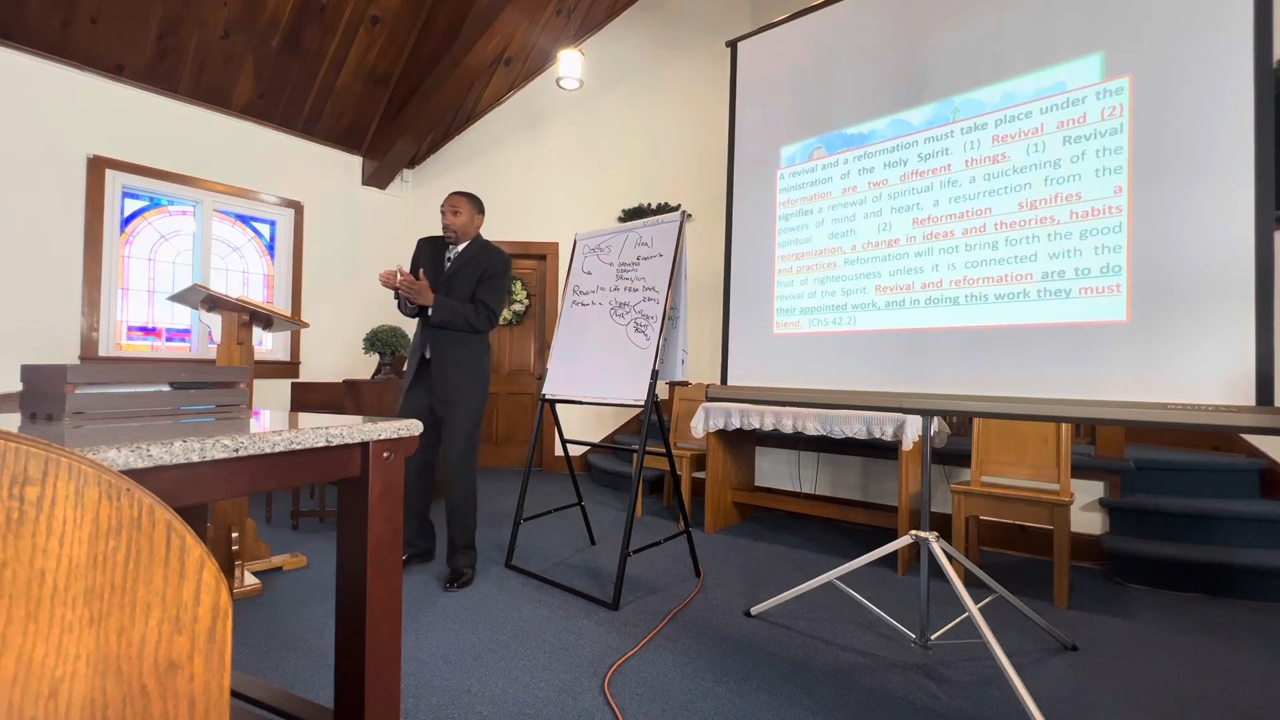 Doctors / Heal
Revival = Life From Death
A revival and a reformation must take place under the
ministration of the Holy Spirit. (1) Revival and (2)
reformation are two different things. (1) Revival
signifies a renewal of spiritual life, a quickening of the
powers of mind and heart, a resurrection from the
spiritual death. (2) Reformation signifies a
reorganization, a change in ideas and theories, habits
and practices. Reformation will not bring forth the good
fruit of righteousness unless it is connected with the
revival of the Spirit. Revival and reformation are to do
their appointed work, and in doing this work they must
blend. {ChS 42.2}
DA-LITE